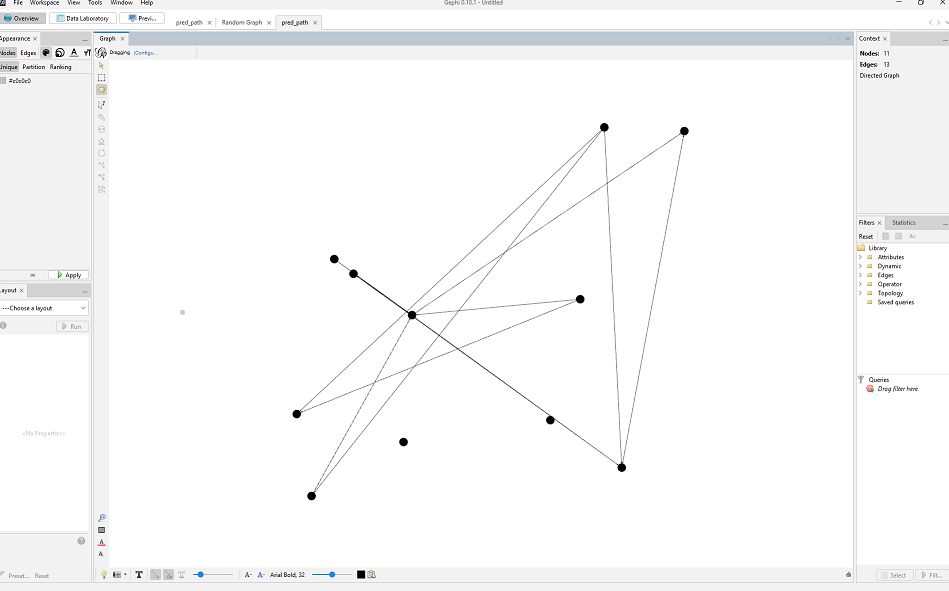 File Workspace View Tools Window Help
Gephi 0.10.1 - Untitled
Overview Data Laboratory Previ...
pred_path × Random Graph × pred_path ×
Appearance ×
Graph ×
Context ×
Nodes Edges
Dragging (Configu...
Nodes: 11
Unique Partition Ranking
Edges: 13
#c0c0c0
Directed Graph
Filters × Statistics
Reset
Library
Attributes
Dynamic
Edges
Operator
Topology
Saved queries
Apply
Layout ×
---Choose a layout
Run
<No Properties>
Queries
Drag filter here
Preset... Reset
T A- A- Arial Bold, 32
Select Filt...